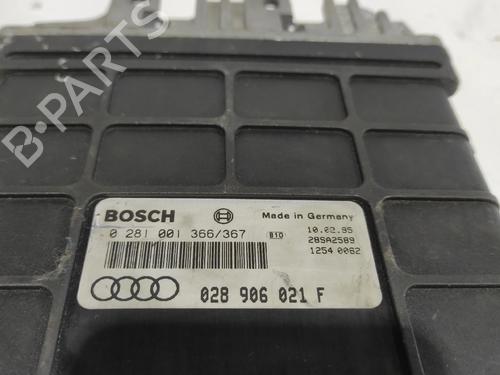 B-PARTS
BOSCH Made in Germany
0 281 001 366/367 B10 10.02.95
28SA2589
1254 0062
028 906 021 F